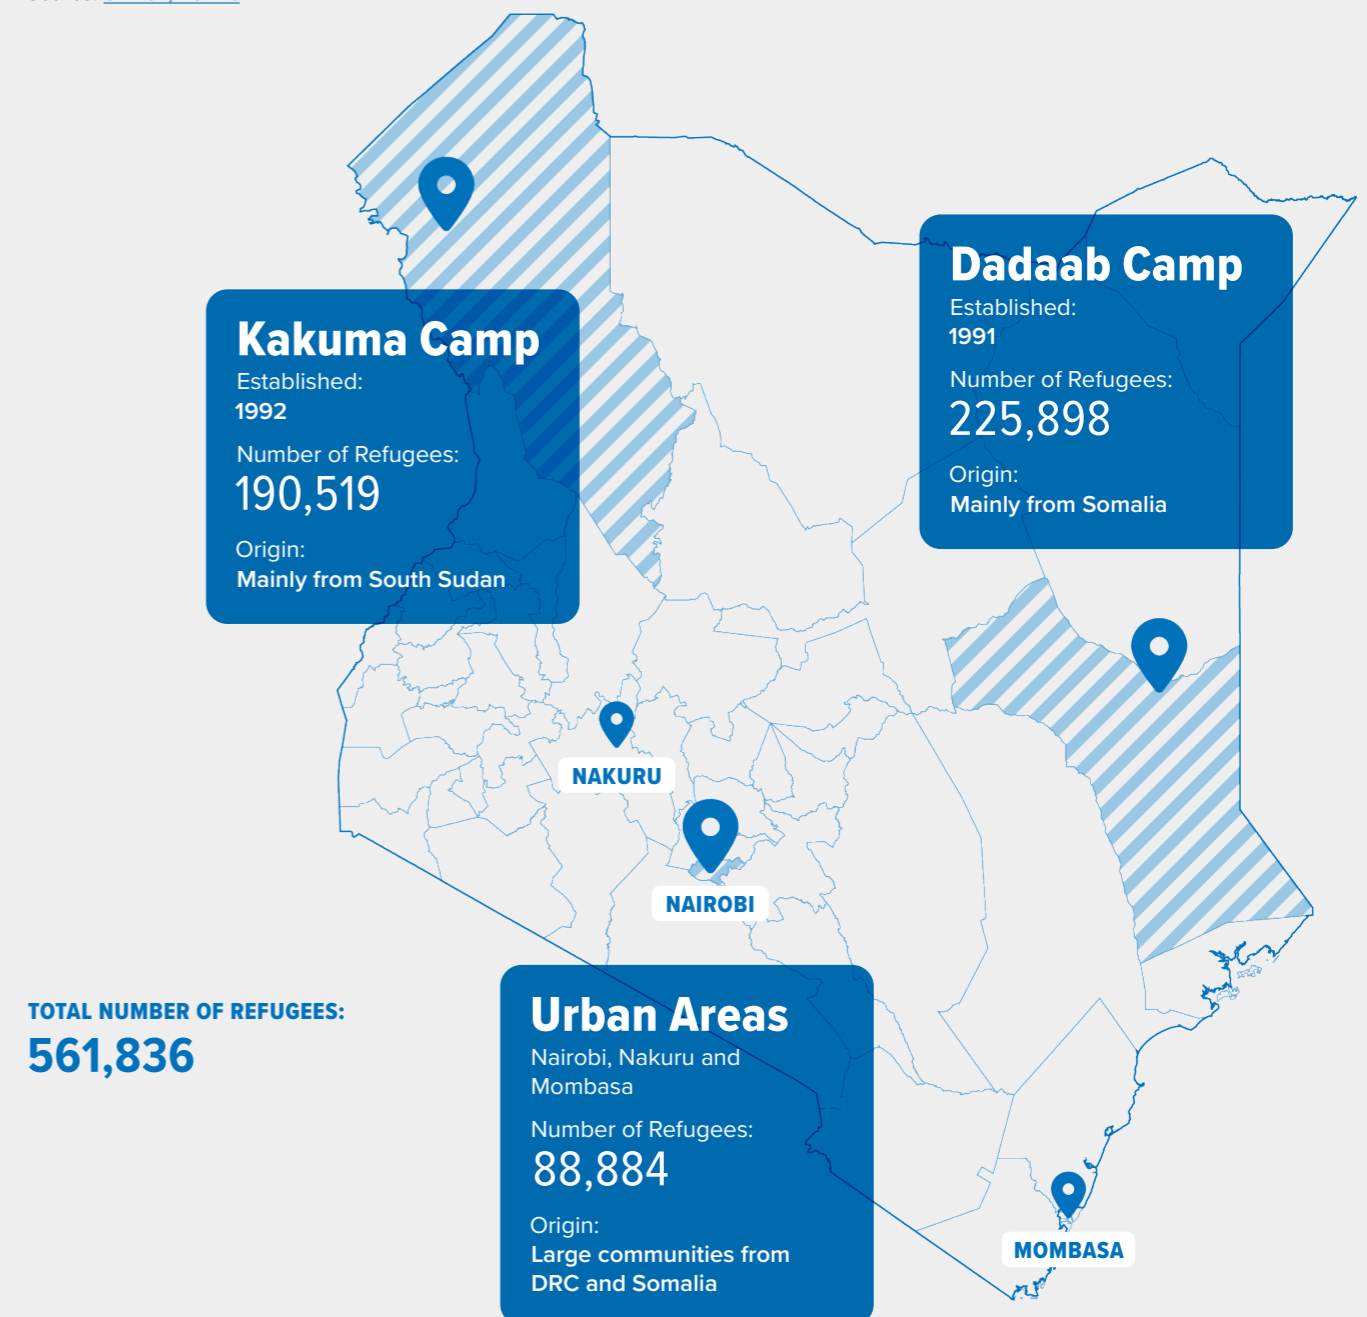 Kakuma Camp
Established:
1992
Number of Refugees:
190,519
Origin:
Mainly from South Sudan
Dadaab Camp
Established:
1991
Number of Refugees:
225,898
Origin:
Mainly from Somalia
NAKURU
NAIROBI
TOTAL NUMBER OF REFUGEES:
561,836
Urban Areas
Nairobi, Nakuru and
Mombasa
Number of Refugees:
88,884
Origin:
Large communities from
DRC and Somalia
MOMBASA